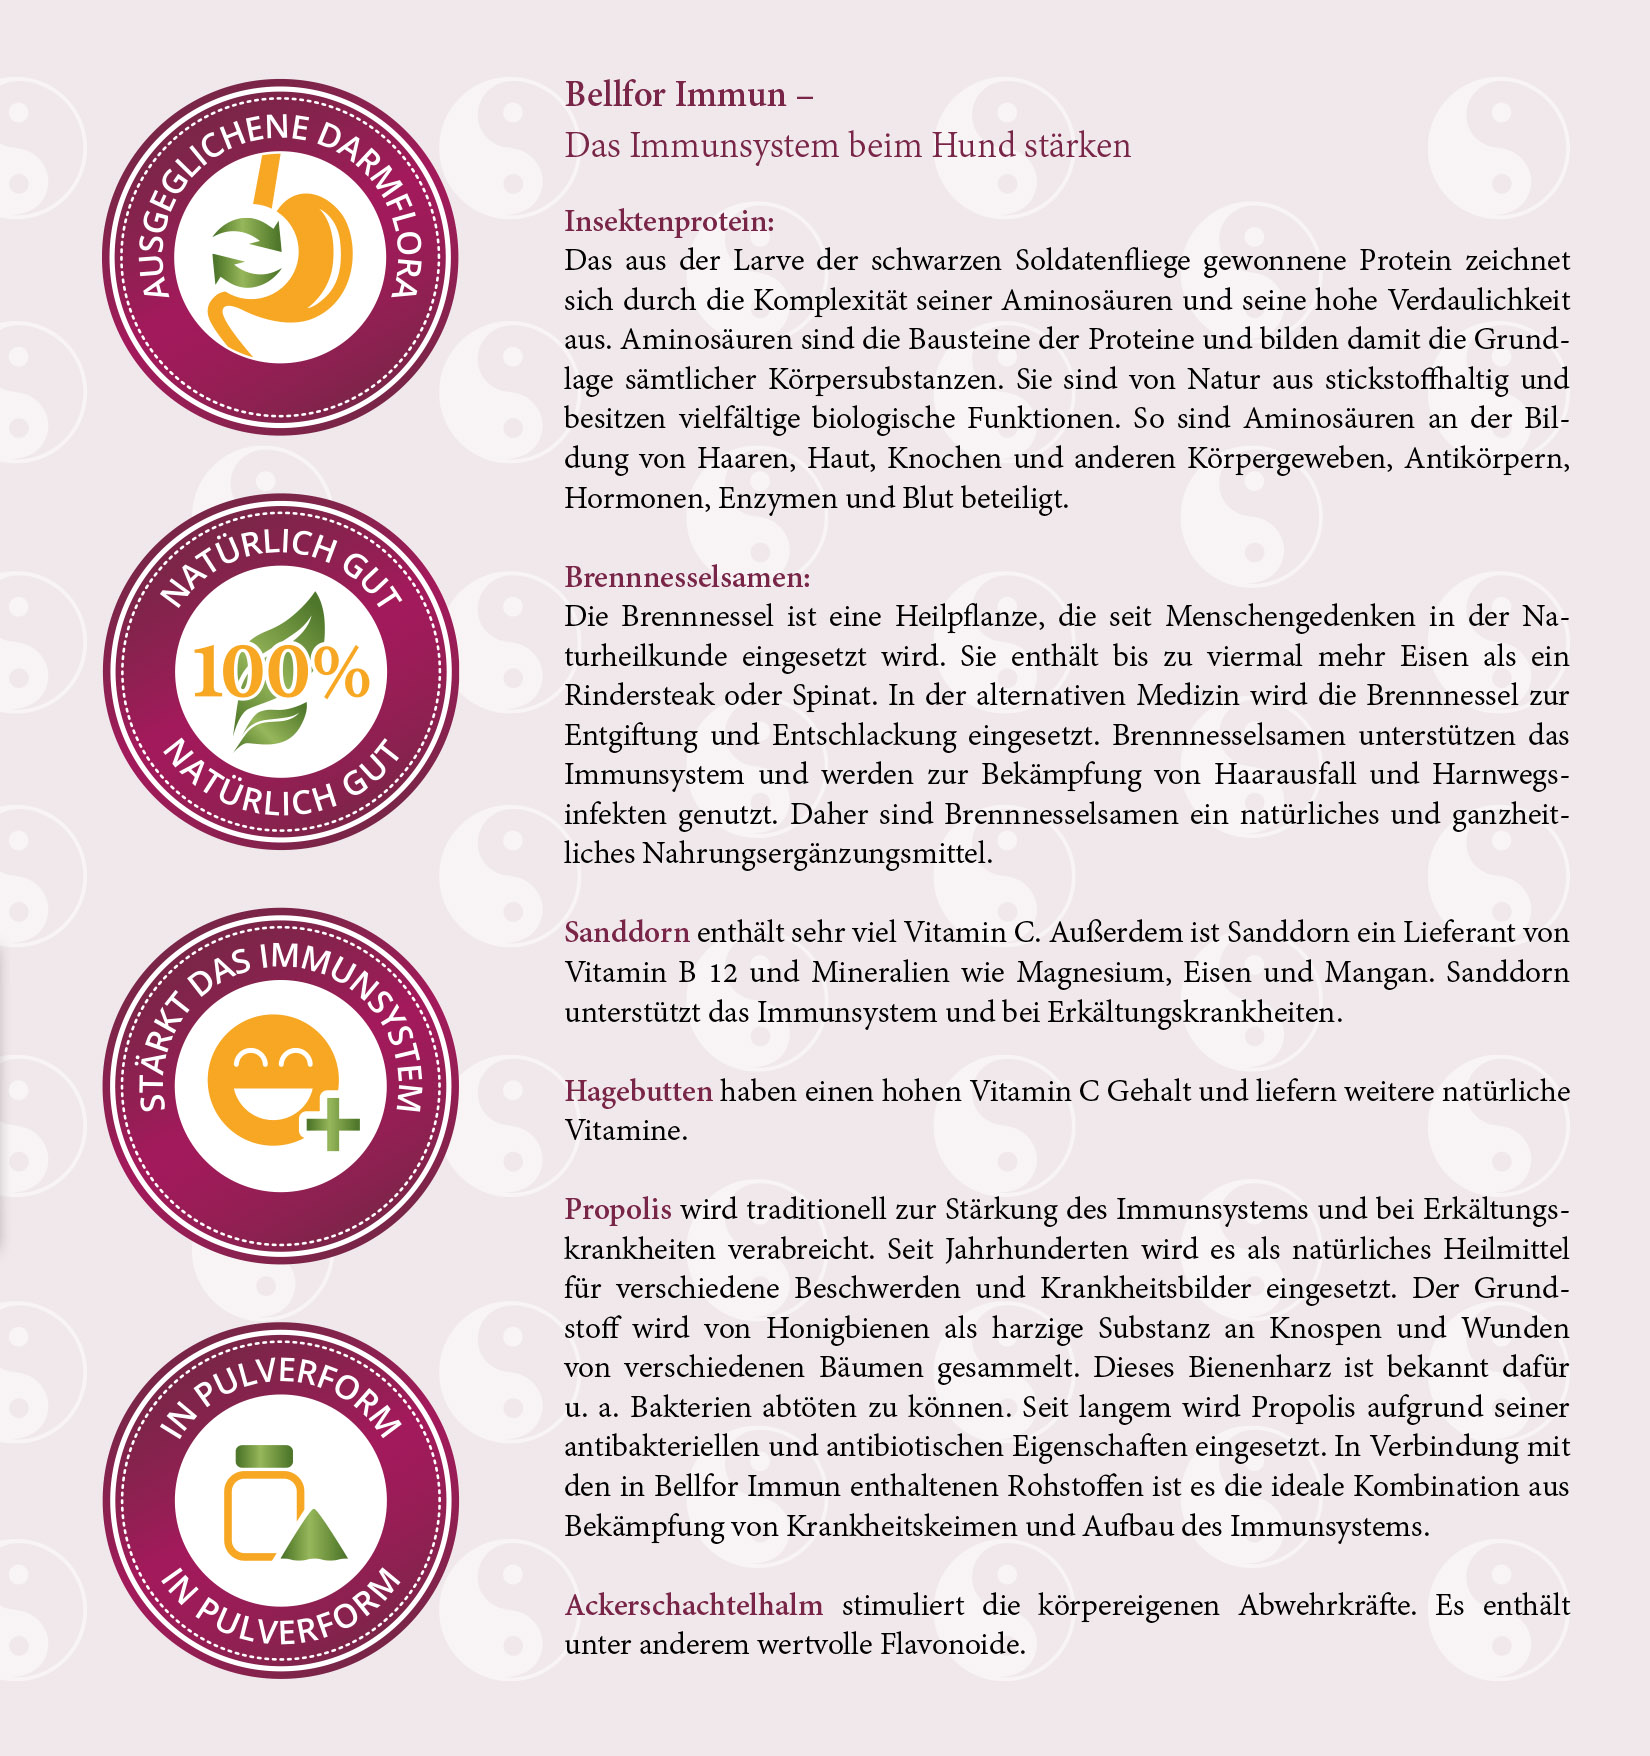 AUSGEGLICHENE DARMFLORA
NATÜRLICH GUT
100%
NATÜRLICH GUT
STÄRKT DAS IMMUNSYSTEM
IN PULVERFORM
IN PULVERFORM
Bellfor Immun –
Das Immunsystem beim Hund stärken
Insektenprotein:
Das aus der Larve der schwarzen Soldatenfliege gewonnene Protein zeichnet
sich durch die Komplexität seiner Aminosäuren und seine hohe Verdaulichkeit
aus. Aminosäuren sind die Bausteine der Proteine und bilden damit die Grund-
lage sämtlicher Körpersubstanzen. Sie sind von Natur aus stickstoffhaltig und
besitzen vielfältige biologische Funktionen. So sind Aminosäuren an der Bil-
dung von Haaren, Haut, Knochen und anderen Körpergeweben, Antikörpern,
Hormonen, Enzymen und Blut beteiligt.
Brennnesselsamen:
Die Brennnessel ist eine Heilpflanze, die seit Menschengedenken in der Na-
turheilkunde eingesetzt wird. Sie enthält bis zu viermal mehr Eisen als ein
Rindersteak oder Spinat. In der alternativen Medizin wird die Brennnessel zur
Entgiftung und Entschlackung eingesetzt. Brennnesselsamen unterstützen das
Immunsystem und werden zur Bekämpfung von Haarausfall und Harnwegs-
infekten genutzt. Daher sind Brennnesselsamen ein natürliches und ganzheit-
liches Nahrungsergänzungsmittel.
Sanddorn enthält sehr viel Vitamin C. Außerdem ist Sanddorn ein Lieferant von
Vitamin B 12 und Mineralien wie Magnesium, Eisen und Mangan. Sanddorn
unterstützt das Immunsystem und bei Erkältungskrankheiten.
Hagebutten haben einen hohen Vitamin C Gehalt und liefern weitere natürliche
Vitamine.
Propolis wird traditionell zur Stärkung des Immunsystems und bei Erkältungs-
krankheiten verabreicht. Seit Jahrhunderten wird es als natürliches Heilmittel
für verschiedene Beschwerden und Krankheitsbilder eingesetzt. Der Grund-
stoff wird von Honigbienen als harzige Substanz an Knospen und Wunden
von verschiedenen Bäumen gesammelt. Dieses Bienenharz ist bekannt dafür
u. a. Bakterien abtöten zu können. Seit langem wird Propolis aufgrund seiner
antibakteriellen und antibiotischen Eigenschaften eingesetzt. In Verbindung mit
den in Bellfor Immun enthaltenen Rohstoffen ist es die ideale Kombination aus
Bekämpfung von Krankheitskeimen und Aufbau des Immunsystems.
Ackerschachtelhalm stimuliert die körpereigenen Abwehrkräfte. Es enthält
unter anderem wertvolle Flavonoide.